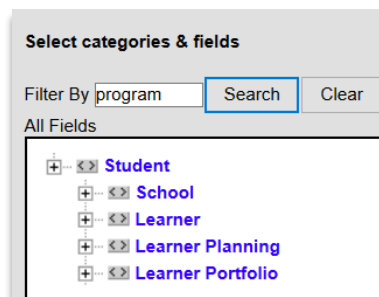 Select categories & fields
Filter By program Search Clear
All Fields
Student
School
Learner
Learner Planning
Learner Portfolio